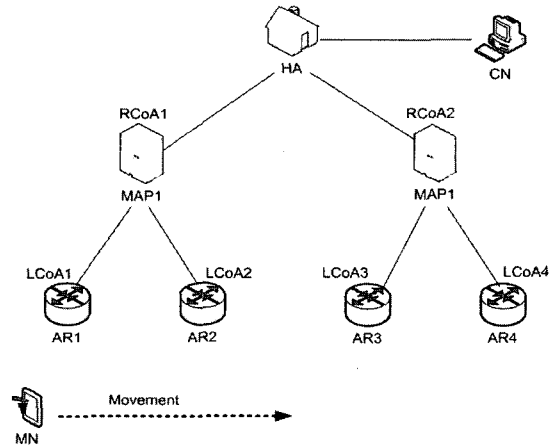 HA
CN
RCoA1
RCoA2
MAP1
MAP1
LCoA1
LCoA2
LCoA3
LCoA4
AR1
AR2
AR3
AR4
Movement
MN